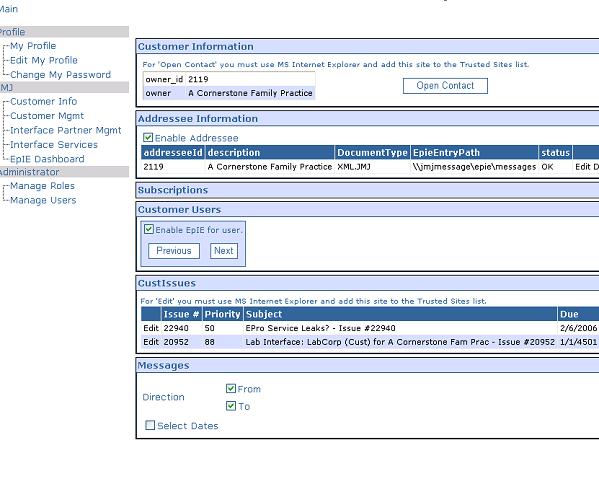 Main
Profile
My Profile
Edit My Profile
Change My Password
MJ
Customer Info
Customer Mgmt
Interface Partner Mgmt
Interface Services
EpIE Dashboard
Administrator
Manage Roles
Manage Users
Customer Information
For 'Open Contact' you must use MS Internet Explorer and add this site to the Trusted Sites list.
owner_id 2119
owner A Cornerstone Family Practice
Open Contact
Addressee Information
Enable Addressee
addresseeId description DocumentType EpieEntryPath status
2119 A Cornerstone Family Practice XML.JMJ \\jmjmessage\epie\messages OK Edit D
Subscriptions
Customer Users
Enable EpIE for user.
Previous Next
CustIssues
For 'Edit' you must use MS Internet Explorer and add this site to the Trusted Sites list.
Issue # Priority Subject Due
Edit 22940 50 EPro Service Leaks? - Issue #22940 2/6/2006
Edit 20952 88 Lab Interface: LabCorp (Cust) for A Cornerstone Fam Prac - Issue #20952 1/1/4501
Messages
Direction
From
To
Select Dates